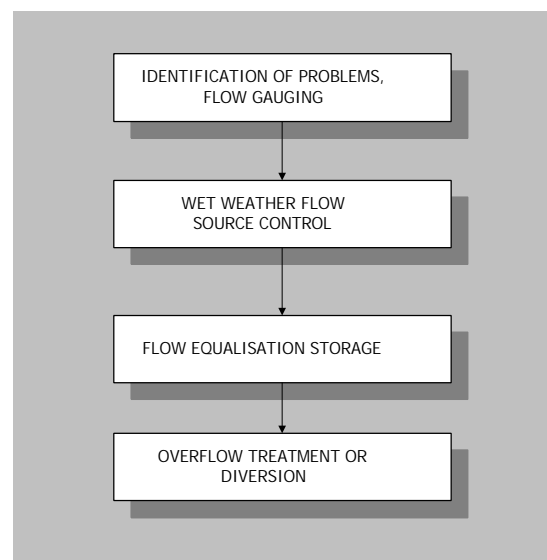 IDENTIFICATION OF PROBLEMS,
FLOW GAUGING
WET WEATHER FLOW
SOURCE CONTROL
FLOW EQUALISATION STORAGE
OVERFLOW TREATMENT OR
DIVERSION